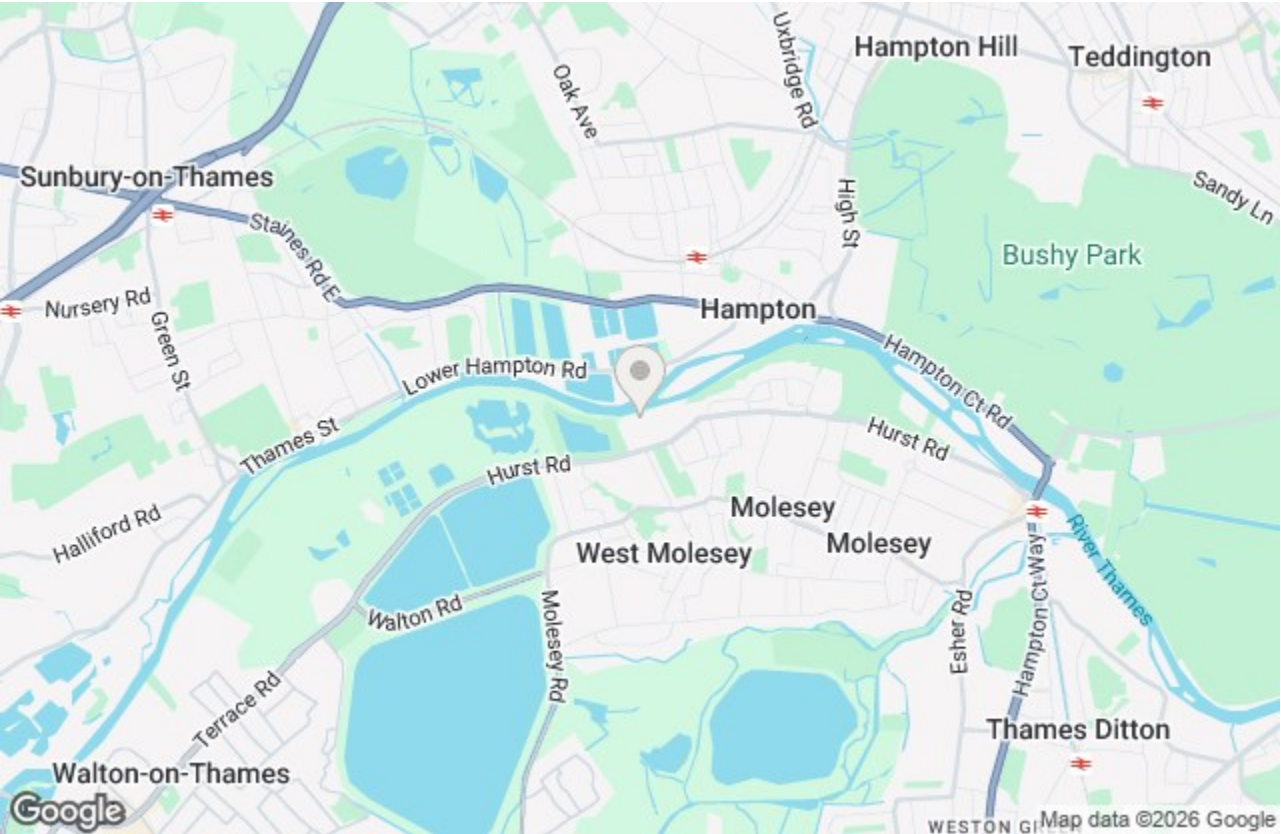 Uxbridge Rd
Hampton Hill
Teddington
Oak Ave
Sunbury-on-Thames
High St
Sandy Ln
Staines Rd E
Bushy Park
Nursery Rd
Hampton
Green St
Lower Hampton Rd
Hampton Ct Rd
Thames St
Hurst Rd
Hurst Rd
Halliford Rd
Molesey
West Molesey
Molesey
River Thames
Walton Rd
Molesey Rd
Esher Rd
Hampton Ct Way
Terrace Rd
Thames Ditton
Walton-on-Thames
Google
WESTON GREEN
Map data ©2026 Google